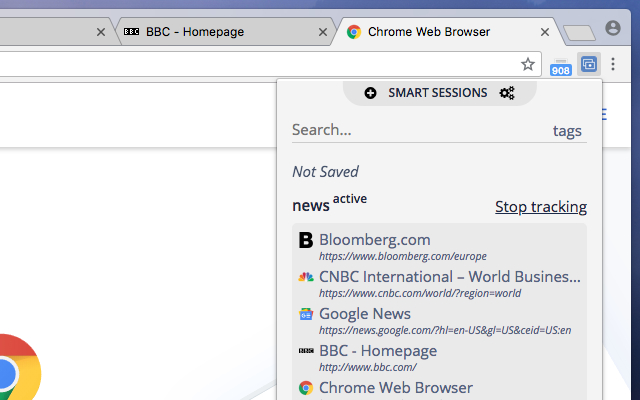 BBC BBC - Homepage
Chrome Web Browser
908
SMART SESSIONS
Search...
tags
Not Saved
news active
Stop tracking
B Bloomberg.com
https://www.bloomberg.com/europe
CNBC International – World Busines...
https://www.cnbc.com/world/?region=world
Google News
https://news.google.com/?hl=en-US&gl=US&ceid=US:en
BBC BBC - Homepage
http://www.bbc.com/
Chrome Web Browser